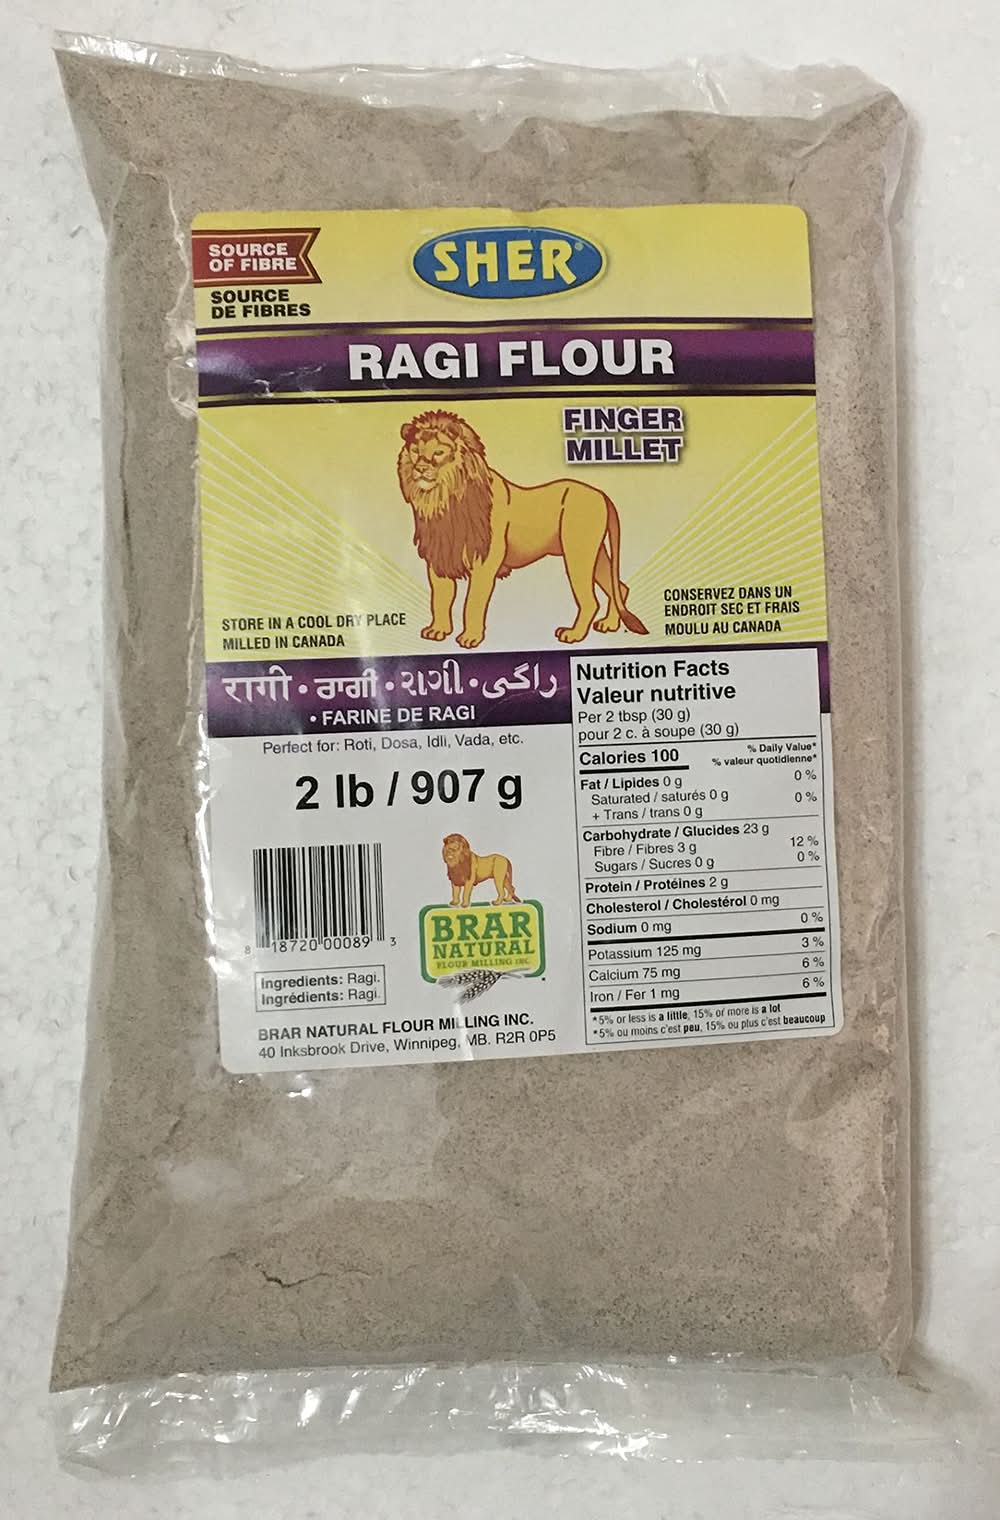 SOURCE
OF FIBRE
SOURCE
DE FIBRES
SHER®
RAGI FLOUR
FINGER
MILLET
STORE IN A COOL DRY PLACE
MILLED IN CANADA
CONSERVEZ DANS UN
ENDROIT SEC ET FRAIS
MOULU AU CANADA
रागी • ਰਾਗੀ • રાગી • راگی
• FARINE DE RAGI
Perfect for: Roti, Dosa, Idli, Vada, etc.
2 lb / 907 g
8 18720 00089 3
Ingredients: Ragi.
Ingrédients: Ragi.
BRAR
NATURAL
FLOUR MILLING INC.
BRAR NATURAL FLOUR MILLING INC.
40 Inksbrook Drive, Winnipeg, MB. R2R 0P5
Nutrition Facts
Valeur nutritive
Per 2 tbsp (30 g)
pour 2 c. à soupe (30 g)
Calories 100 % Daily Value*
% valeur quotidienne*
Fat / Lipides 0 g 0 %
Saturated / saturés 0 g 0 %
+ Trans / trans 0 g
Carbohydrate / Glucides 23 g
Fibre / Fibres 3 g 12 %
Sugars / Sucres 0 g 0 %
Protein / Protéines 2 g
Cholesterol / Cholestérol 0 mg
Sodium 0 mg 0 %
Potassium 125 mg 3 %
Calcium 75 mg 6 %
Iron / Fer 1 mg 6 %
*5% or less is a little, 15% or more is a lot
*5% ou moins c'est peu, 15% ou plus c'est beaucoup